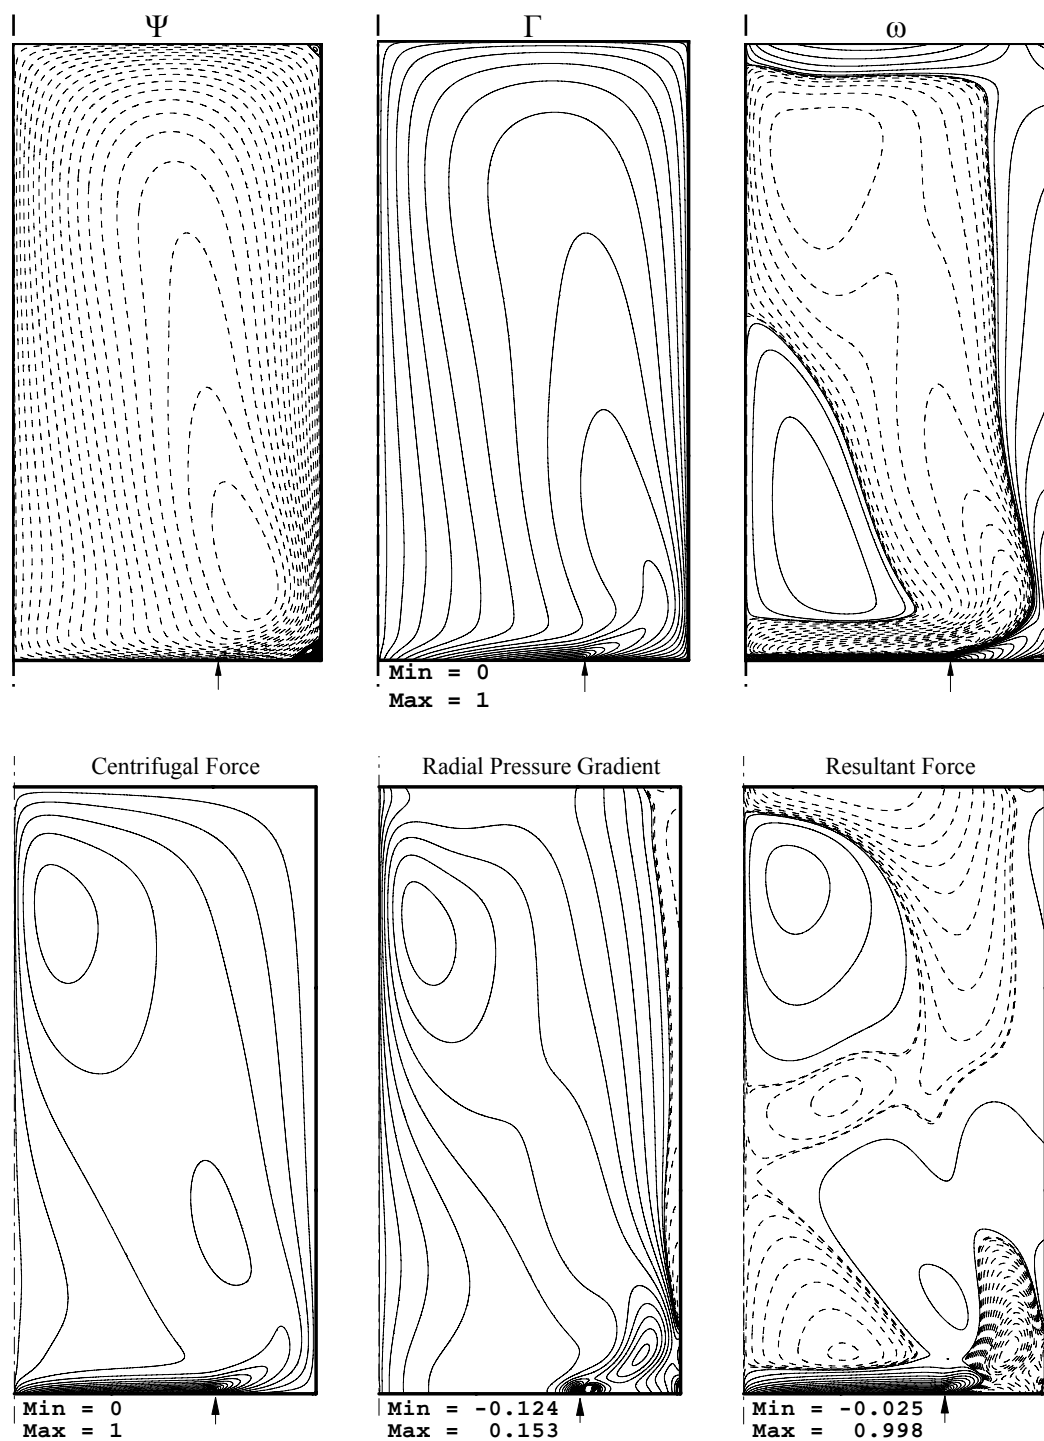 Ψ
Γ
ω
Min = 0
Max = 1
Centrifugal Force
Radial Pressure Gradient
Resultant Force
Min = 0
Max = 1
Min = -0.124
Max = 0.153
Min = -0.025
Max = 0.998